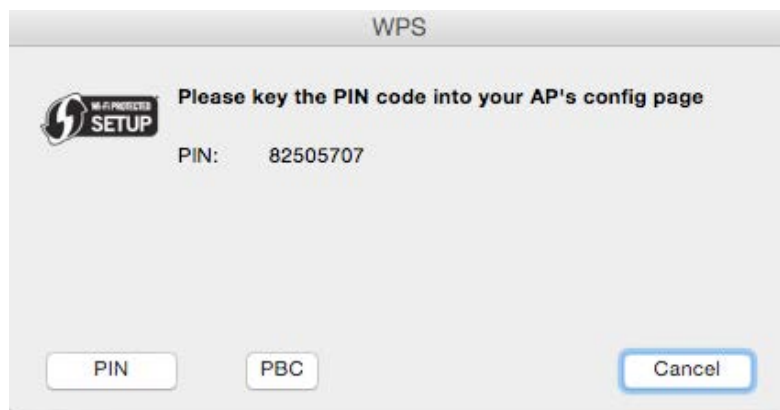 WPS
WI-FI PROTECTED
SETUP
Please key the PIN code into your AP's config page
PIN: 82505707
PIN PBC Cancel